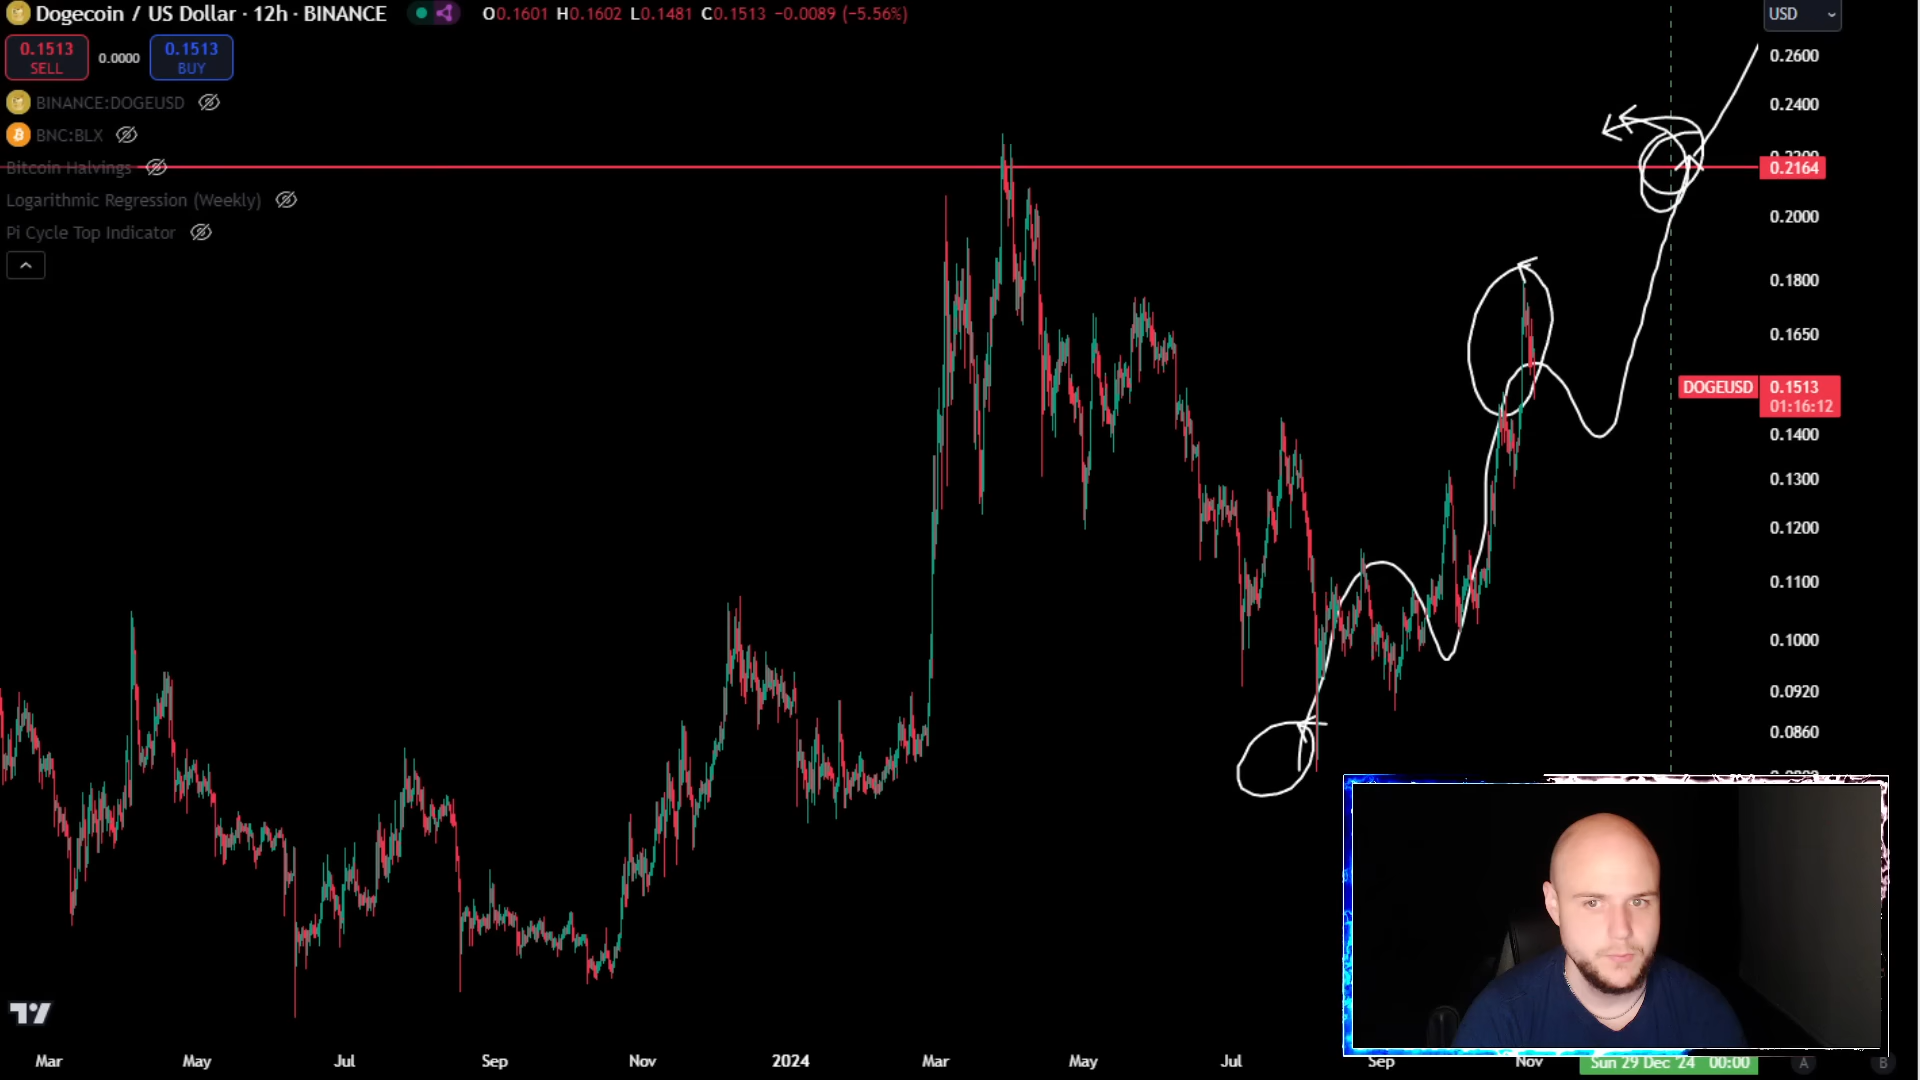 Dogecoin / US Dollar · 12h · BINANCE O0.1601 H0.1602 L0.1481 C0.1513 −0.0089 (−5.56%)
USD
0.1513 0.0000 0.1513
SELL BUY
BINANCE:DOGEUSD
BNC:BLX
Bitcoin Halvings
Logarithmic Regression (Weekly)
Pi Cycle Top Indicator
0.2600
0.2400
0.2164
0.2000
0.1800
0.1650
DOGEUSD 0.1513
01:16:12
0.1400
0.1300
0.1200
0.1100
0.1000
0.0920
0.0860
Mar May Jul Sep Nov 2024 Mar May Jul Sep Nov Sun 29 Dec '24 00:00 A B